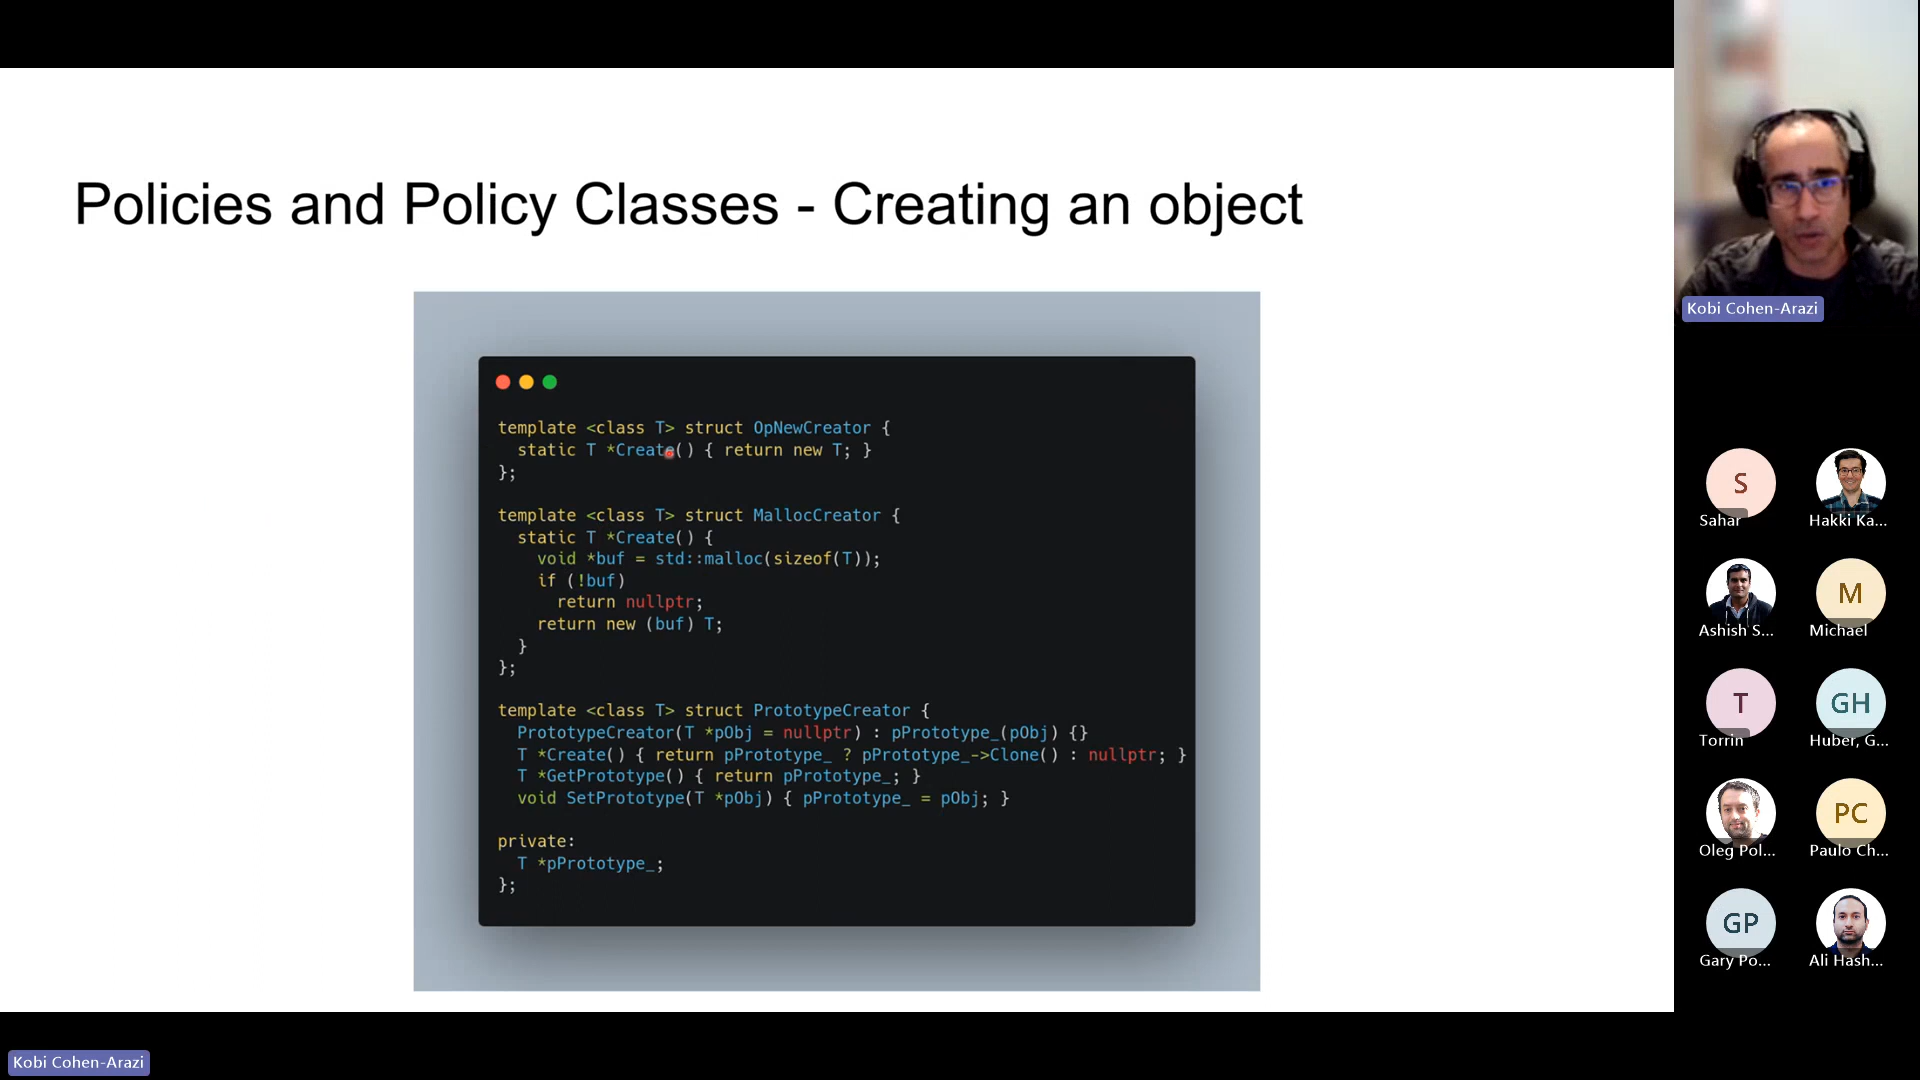 Policies and Policy Classes - Creating an object
template <class T> struct OpNewCreator {
  static T *Create() { return new T; }
};
template <class T> struct MallocCreator {
  static T *Create() {
    void *buf = std::malloc(sizeof(T));
    if (!buf)
      return nullptr;
    return new (buf) T;
  }
};
template <class T> struct PrototypeCreator {
  PrototypeCreator(T *pObj = nullptr) : pPrototype_(pObj) {}
  T *Create() { return pPrototype_ ? pPrototype_->Clone() : nullptr; }
  T *GetPrototype() { return pPrototype_; }
  void SetPrototype(T *pObj) { pPrototype_ = pObj; }
private:
  T *pPrototype_;
};
Kobi Cohen-Arazi
S
Sahar
Hakki Ka...
Ashish S...
M
Michael
T
Torrin
GH
Huber, G...
Oleg Pol...
PC
Paulo Ch...
GP
Gary Po...
Ali Hash...
Kobi Cohen-Arazi